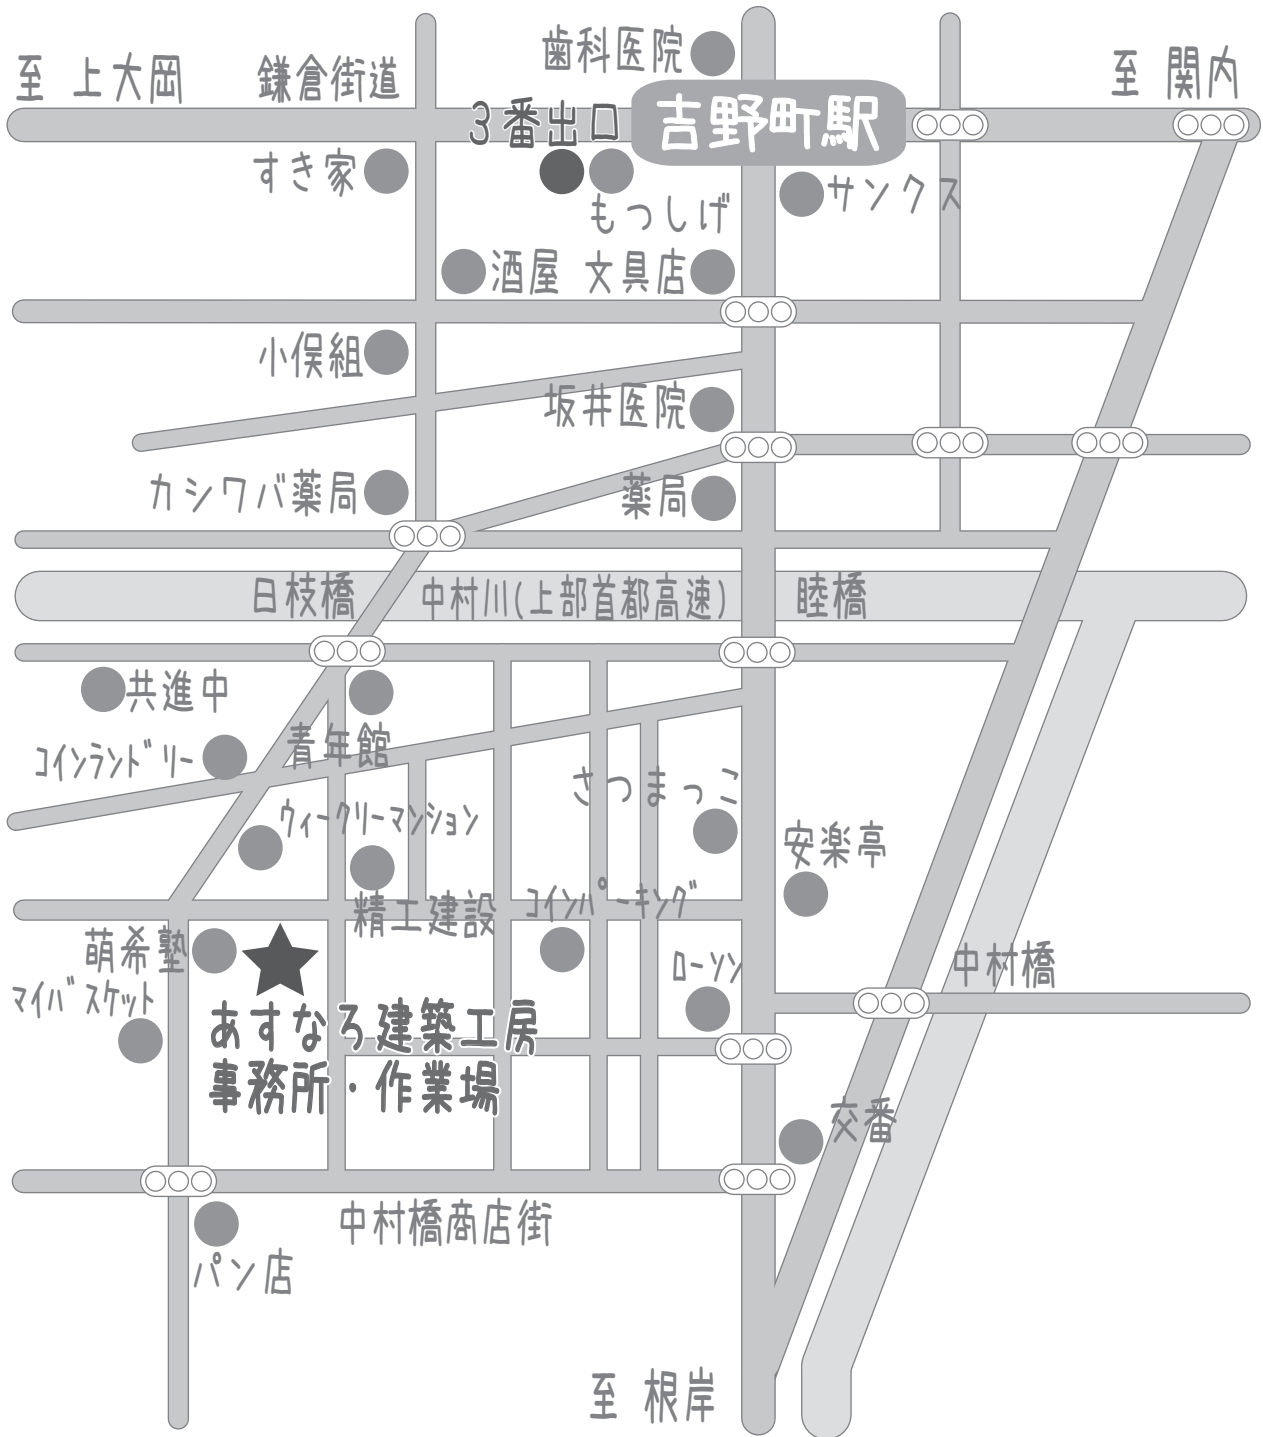 歯科医院
至 上大岡
鎌倉街道
至 関内
3番出口
吉野町駅
すき家
サンクス
もつしげ
酒屋
文具店
小俣組
坂井医院
カシワバ薬局
薬局
日枝橋
中村川(上部首都高速)
睦橋
共進中
青年館
コインランドリー
さつまっこ
ウィークリーマンション
安楽亭
精工建設
コインパーキング
萌希塾
ローソン
中村橋
マイバスケット
あすなろ建築工房
事務所・作業場
交番
中村橋商店街
パン店
至 根岸